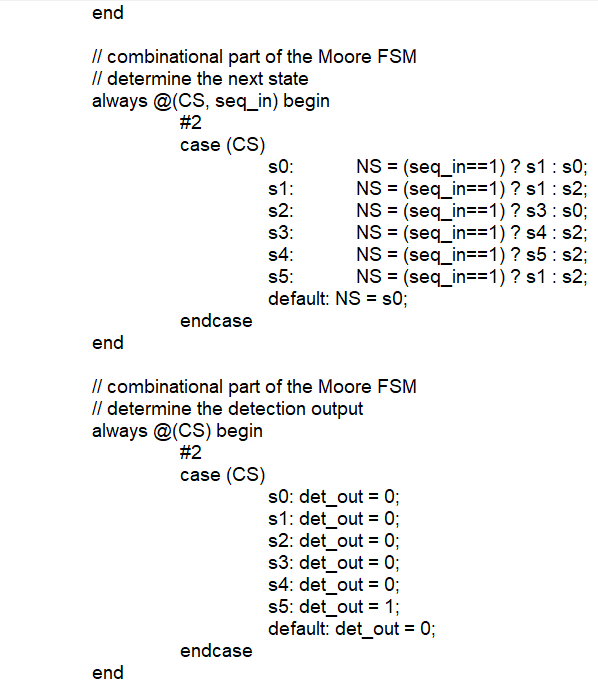 end
// combinational part of the Moore FSM
// determine the next state
always @(CS, seq_in) begin
#2
case (CS)
s0: NS = (seq_in==1) ? s1 : s0;
s1: NS = (seq_in==1) ? s1 : s2;
s2: NS = (seq_in==1) ? s3 : s0;
s3: NS = (seq_in==1) ? s4 : s2;
s4: NS = (seq_in==1) ? s5 : s2;
s5: NS = (seq_in==1) ? s1 : s2;
default: NS = s0;
endcase
end
// combinational part of the Moore FSM
// determine the detection output
always @(CS) begin
#2
case (CS)
s0: det_out = 0;
s1: det_out = 0;
s2: det_out = 0;
s3: det_out = 0;
s4: det_out = 0;
s5: det_out = 1;
default: det_out = 0;
endcase
end